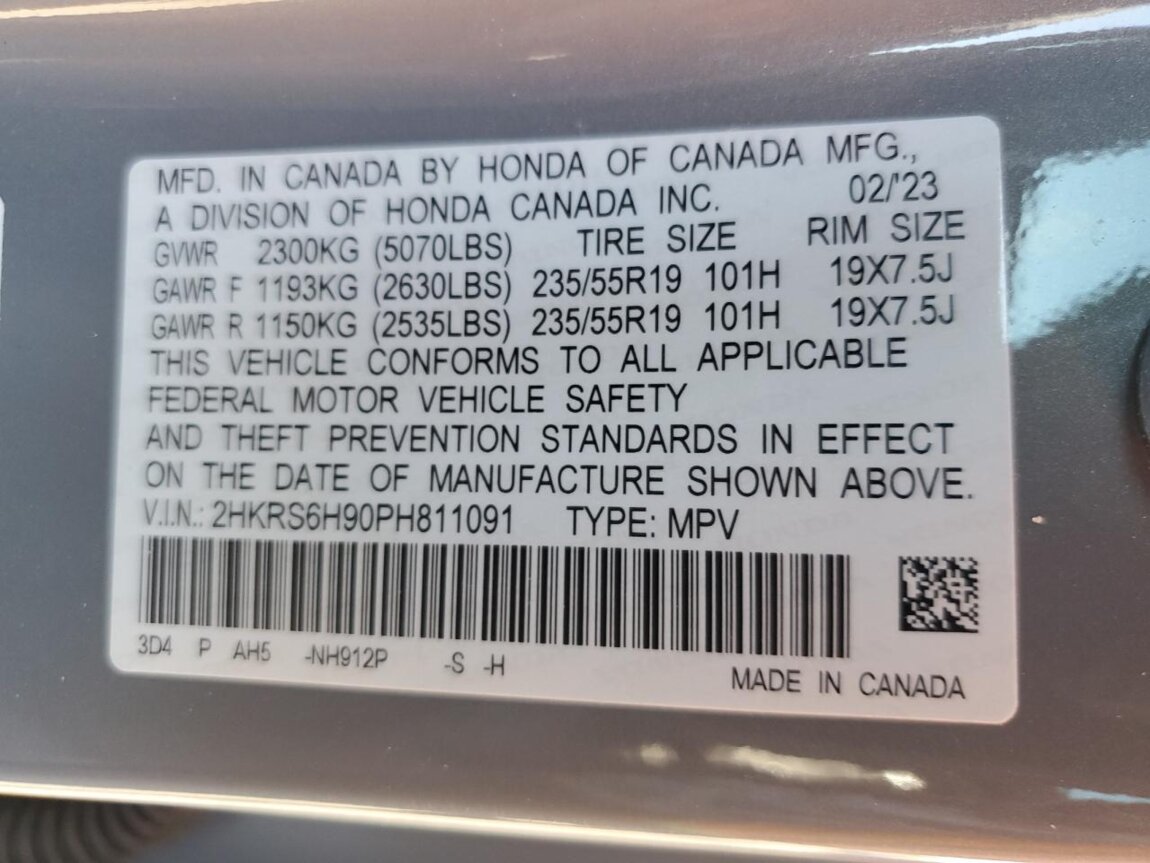 MFD. IN CANADA BY HONDA OF CANADA MFG.,
A DIVISION OF HONDA CANADA INC. 02/'23
GVWR 2300KG (5070LBS) TIRE SIZE RIM SIZE
GAWR F 1193KG (2630LBS) 235/55R19 101H 19X7.5J
GAWR R 1150KG (2535LBS) 235/55R19 101H 19X7.5J
THIS VEHICLE CONFORMS TO ALL APPLICABLE
FEDERAL MOTOR VEHICLE SAFETY
AND THEFT PREVENTION STANDARDS IN EFFECT
ON THE DATE OF MANUFACTURE SHOWN ABOVE.
V.I.N.: 2HKRS6H90PH811091 TYPE: MPV
3D4 P AH5 -NH912P -S -H
MADE IN CANADA